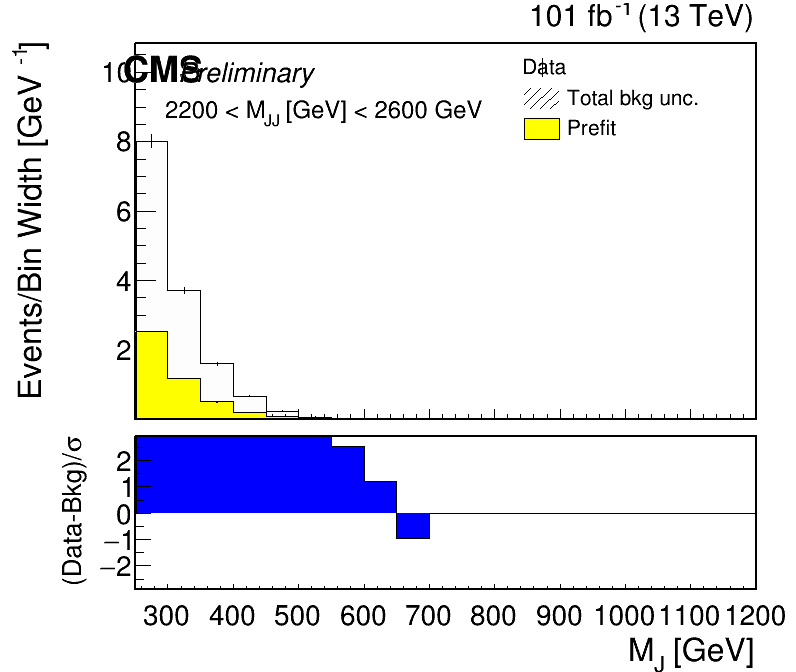 101 fb⁻¹ (13 TeV)
CMS Preliminary
2200 < M_JJ [GeV] < 2600 GeV
Data
Total bkg unc.
Prefit
Events/Bin Width [GeV⁻¹]
10
8
6
4
2
(Data-Bkg)/σ
2
1
0
−1
−2
300 400 500 600 700 800 900 1000 1100 1200
M_J [GeV]